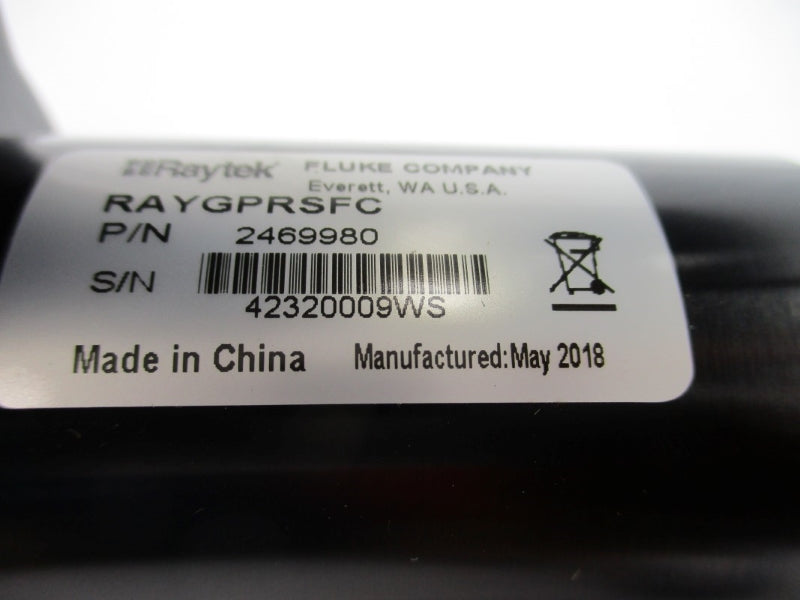 Raytek FLUKE COMPANY
Everett, WA U.S.A.
RAYGPRSFC
P/N 2469980
S/N
42320009WS
Made in China Manufactured:May 2018